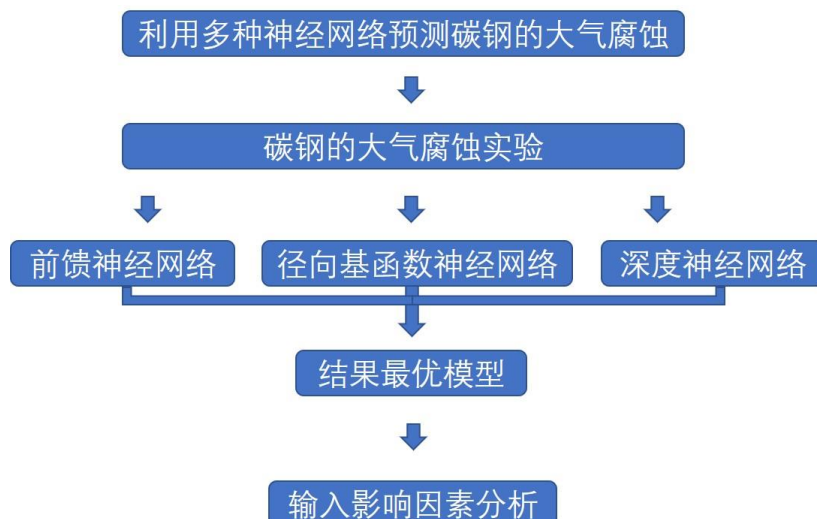 利用多种神经网络预测碳钢的大气腐蚀
碳钢的大气腐蚀实验
前馈神经网络
径向基函数神经网络
深度神经网络
结果最优模型
输入影响因素分析